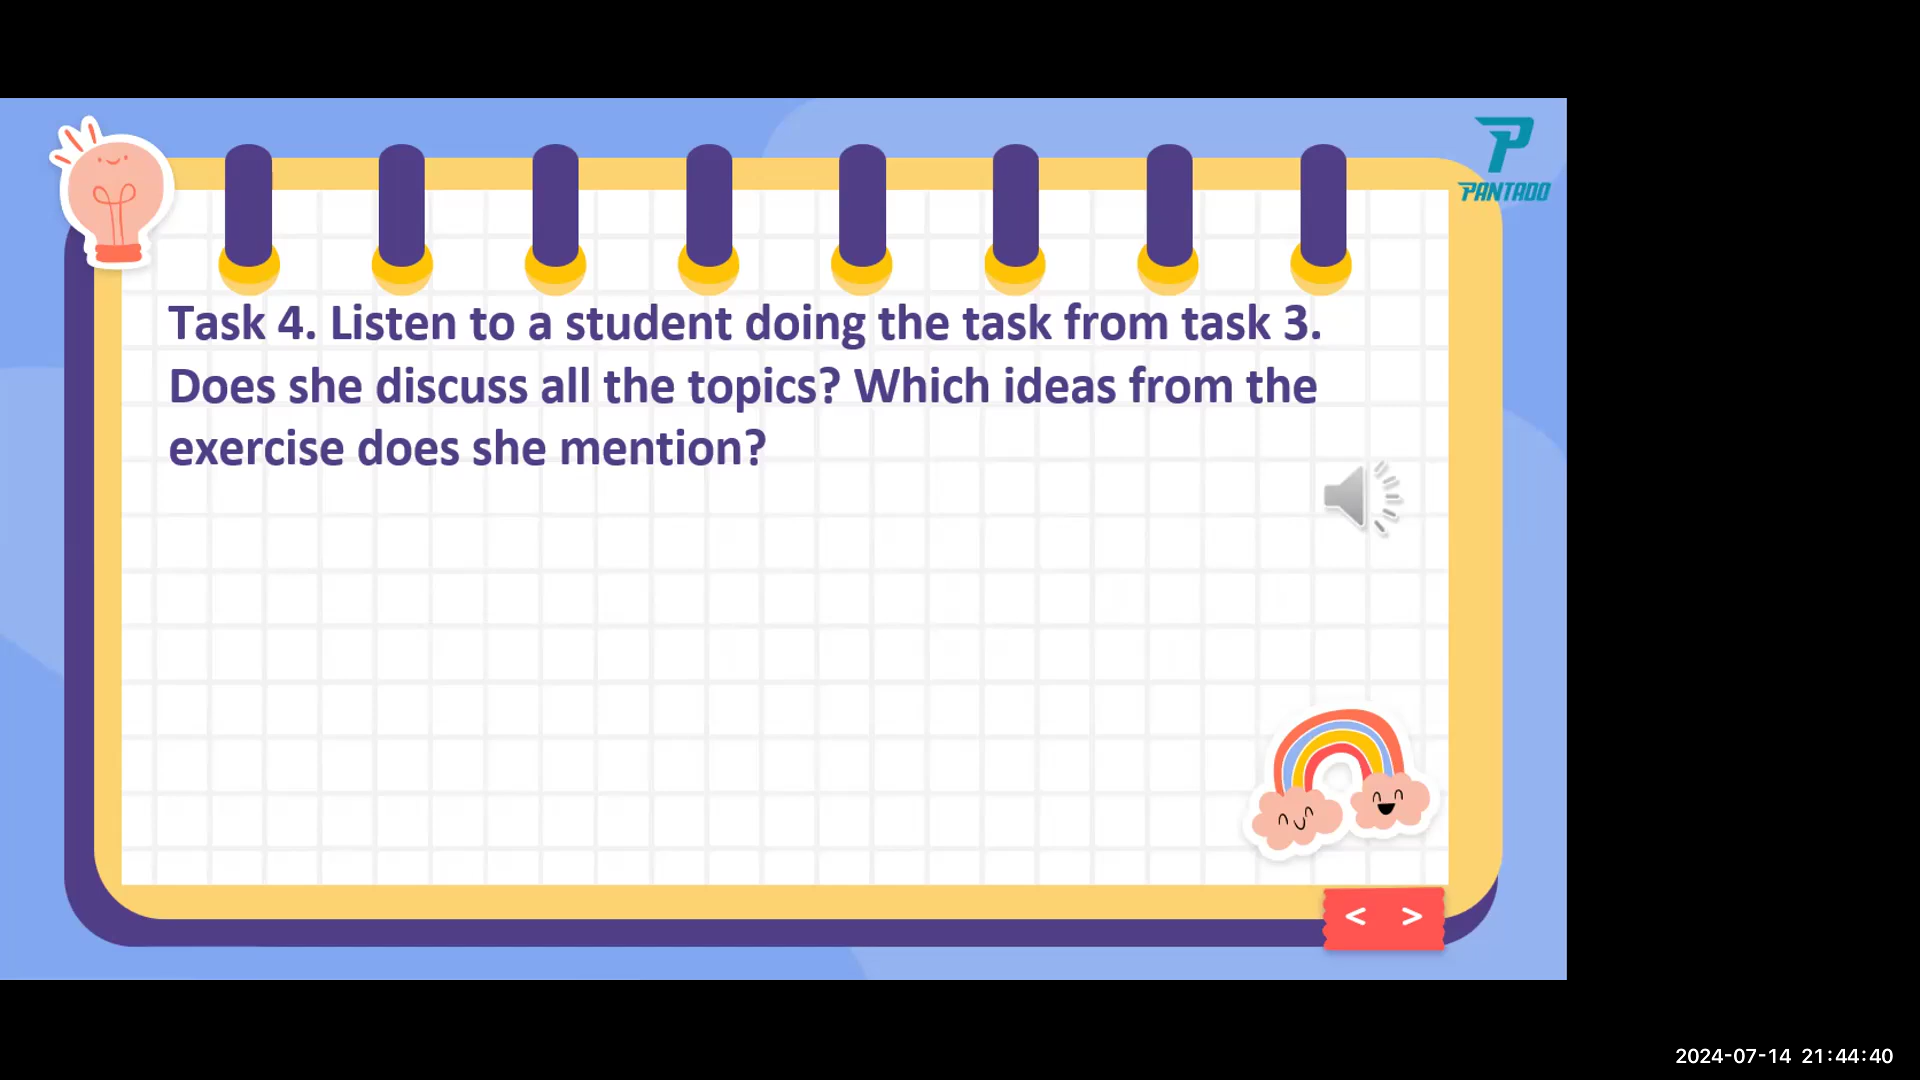 PANTADO
Task 4. Listen to a student doing the task from task 3.
Does she discuss all the topics? Which ideas from the
exercise does she mention?
< >
2024-07-14 21:44:40